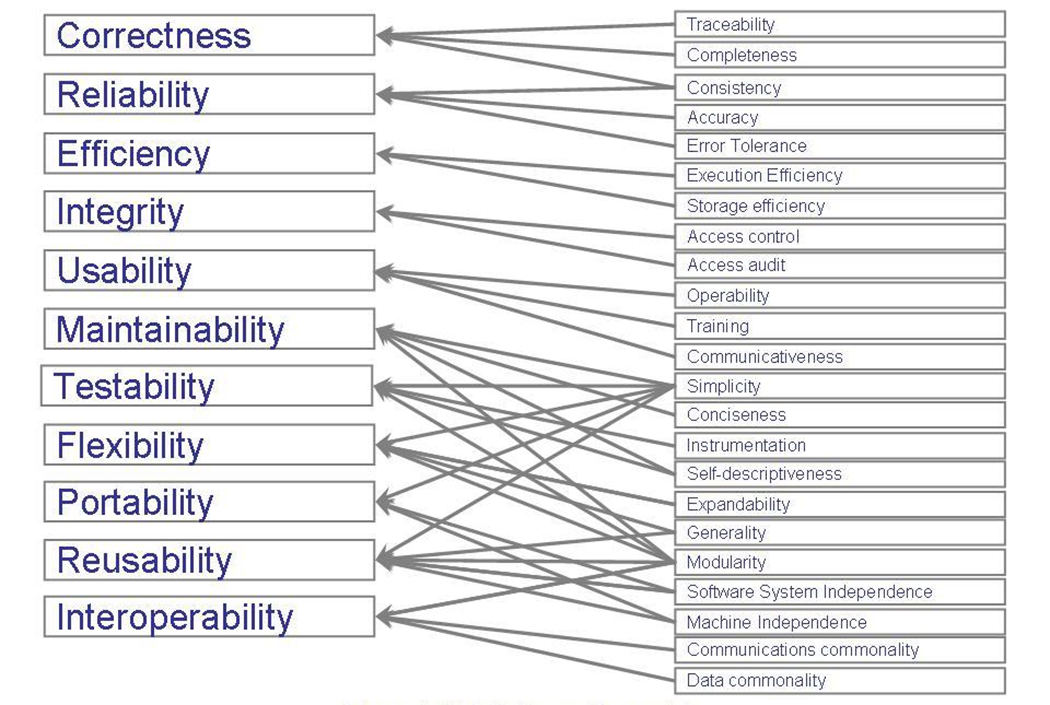 Correctness
Reliability
Efficiency
Integrity
Usability
Maintainability
Testability
Flexibility
Portability
Reusability
Interoperability
Traceability
Completeness
Consistency
Accuracy
Error Tolerance
Execution Efficiency
Storage efficiency
Access control
Access audit
Operability
Training
Communicativeness
Simplicity
Conciseness
Instrumentation
Self-descriptiveness
Expandability
Generality
Modularity
Software System Independence
Machine Independence
Communications commonality
Data commonality